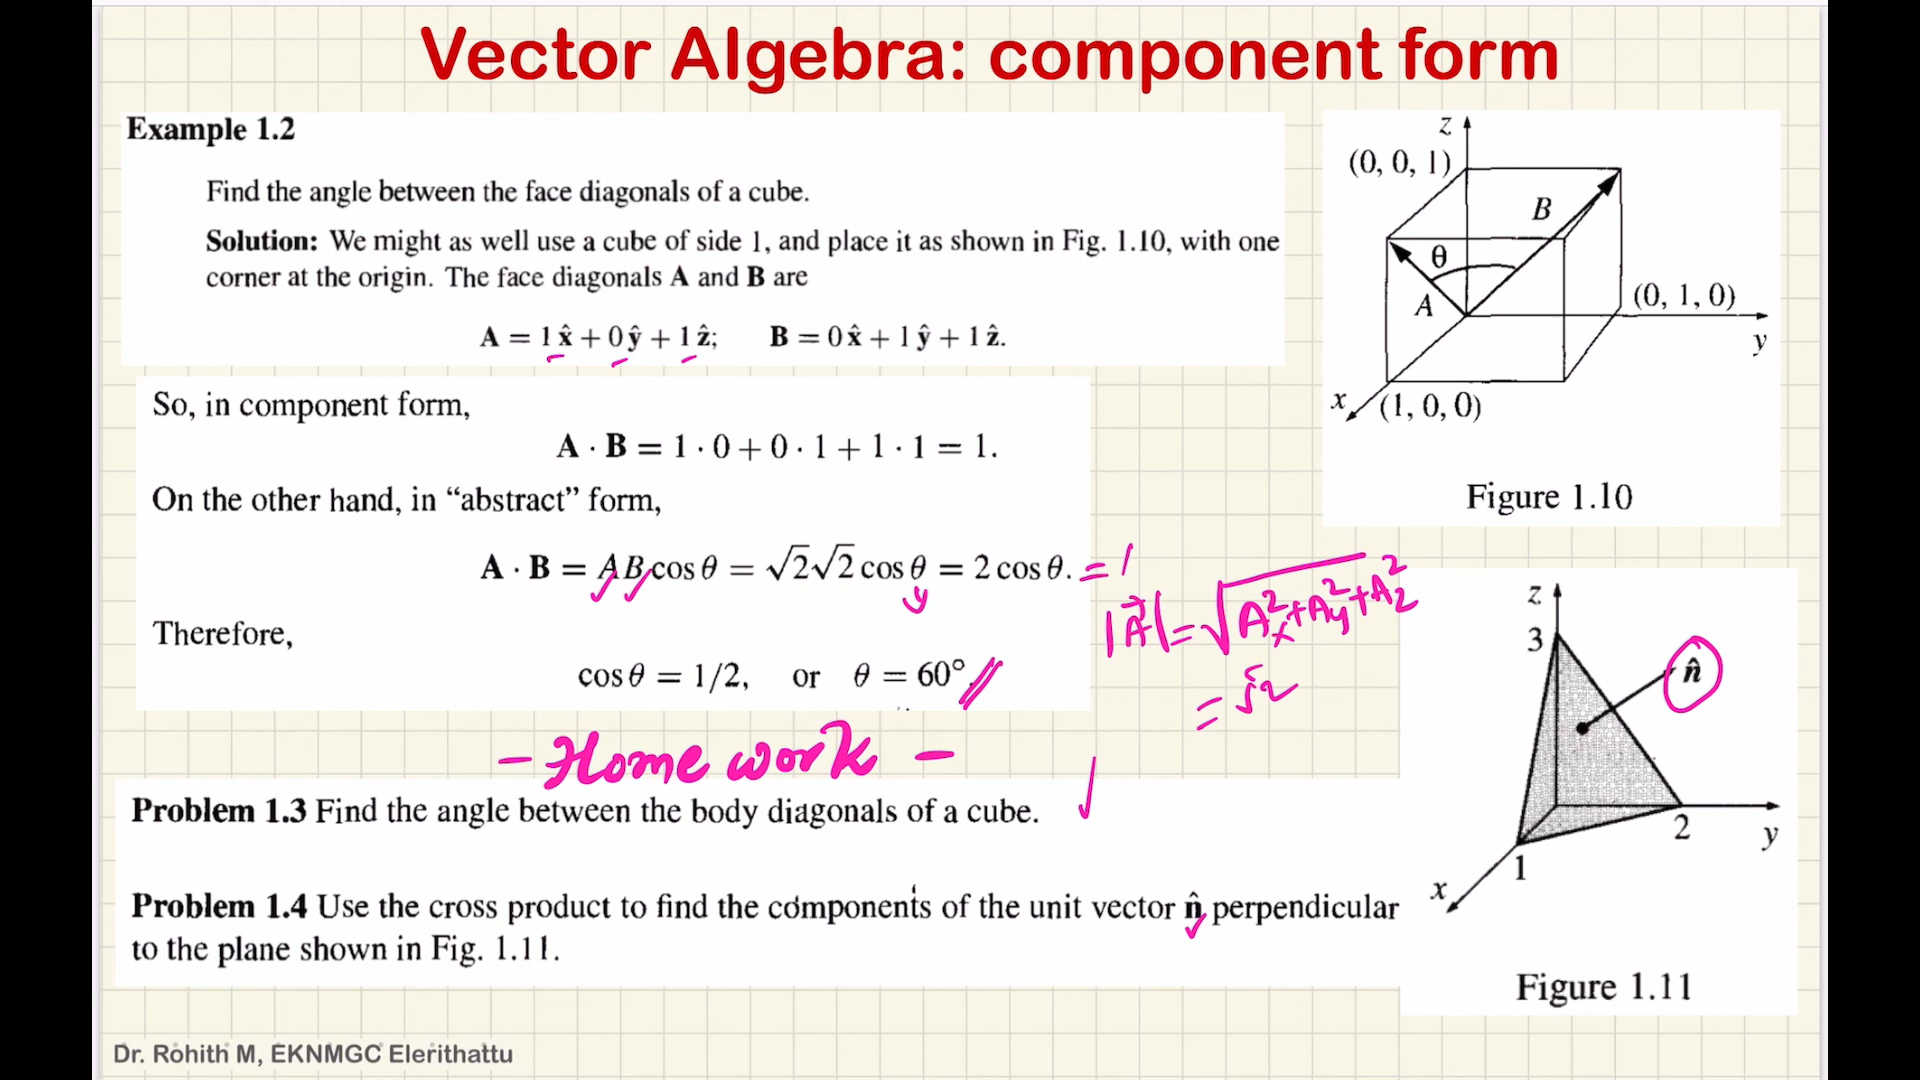 Vector Algebra: component form
Example 1.2
Find the angle between the face diagonals of a cube.
Solution: We might as well use a cube of side 1, and place it as shown in Fig. 1.10, with one
corner at the origin. The face diagonals A and B are
A = 1x̂ + 0ŷ + 1ẑ; B = 0x̂ + 1ŷ + 1ẑ.
So, in component form,
A · B = 1 · 0 + 0 · 1 + 1 · 1 = 1.
On the other hand, in “abstract” form,
A · B = AB cos θ = √2√2 cos θ = 2 cos θ. = 1
|A⃗| = √(Aₓ² + A_y² + A_z²)
= √2
Therefore,
cos θ = 1/2, or θ = 60°.
- Home work -
Problem 1.3 Find the angle between the body diagonals of a cube.
Problem 1.4 Use the cross product to find the components of the unit vector n̂ perpendicular
to the plane shown in Fig. 1.11.
z
(0, 0, 1)
B
θ
A
(0, 1, 0)
y
x
(1, 0, 0)
Figure 1.10
z
3
n̂
2
y
1
x
Figure 1.11
Dr. Rohith M, EKNMGC Elerithattu